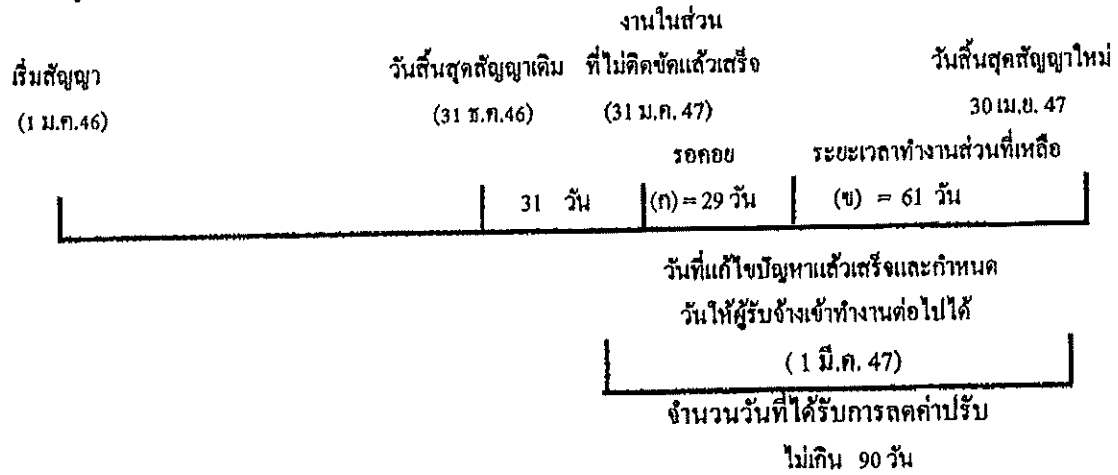 งานในส่วน
เริ่มสัญญา วันสิ้นสุดสัญญาเดิม ที่ไม่ติดขัดแล้วเสร็จ วันสิ้นสุดสัญญาใหม่
(1 ม.ค.46) (31 ธ.ค.46) (31 ม.ค. 47) 30 เม.ย. 47
รอคอย ระยะเวลาทำงานส่วนที่เหลือ
31 วัน (ก) = 29 วัน (ข) = 61 วัน
วันที่แก้ไขปัญหาแล้วเสร็จและกำหนด
วันให้ผู้รับจ้างเข้าทำงานต่อไปได้
( 1 มี.ค. 47)
จำนวนวันที่ได้รับการลดค่าปรับ
ไม่เกิน 90 วัน